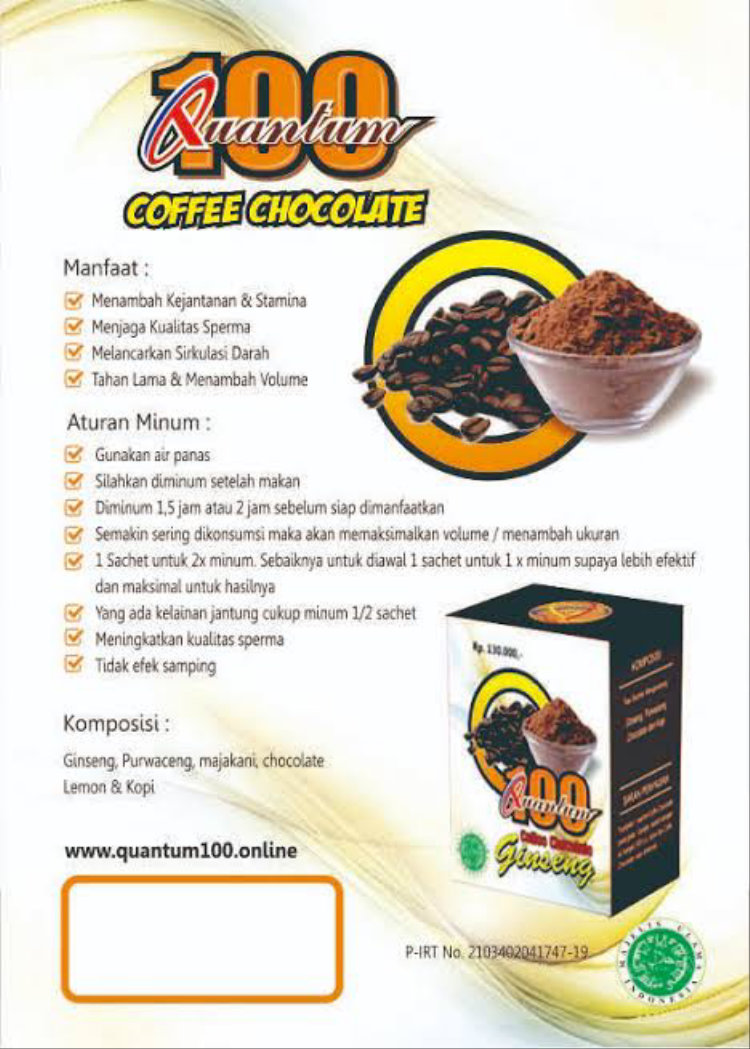 100
Quantum
COFFEE CHOCOLATE
Manfaat :
Menambah Kejantanan & Stamina
Menjaga Kualitas Sperma
Melancarkan Sirkulasi Darah
Tahan Lama & Menambah Volume
Aturan Minum :
Gunakan air panas
Silahkan diminum setelah makan
Diminum 1,5 jam atau 2 jam sebelum siap dimanfaatkan
Semakin sering dikonsumsi maka akan memaksimalkan volume / menambah ukuran
1 Sachet untuk 2x minum. Sebaiknya untuk diawal 1 sachet untuk 1 x minum supaya lebih efektif
dan maksimal untuk hasilnya
Yang ada kelainan jantung cukup minum 1/2 sachet
Meningkatkan kualitas sperma
Tidak efek samping
Rp. 130.000,-
100
Quantum
Coffee Chocolate
Ginseng
KOMPOSISI
SARAN PENYAJIAN
Komposisi :
Ginseng, Purwaceng, majakani, chocolate
Lemon & Kopi
www.quantum100.online
P-IRT No. 2103402041747-19
MAJELIS ULAMA
INDONESIA